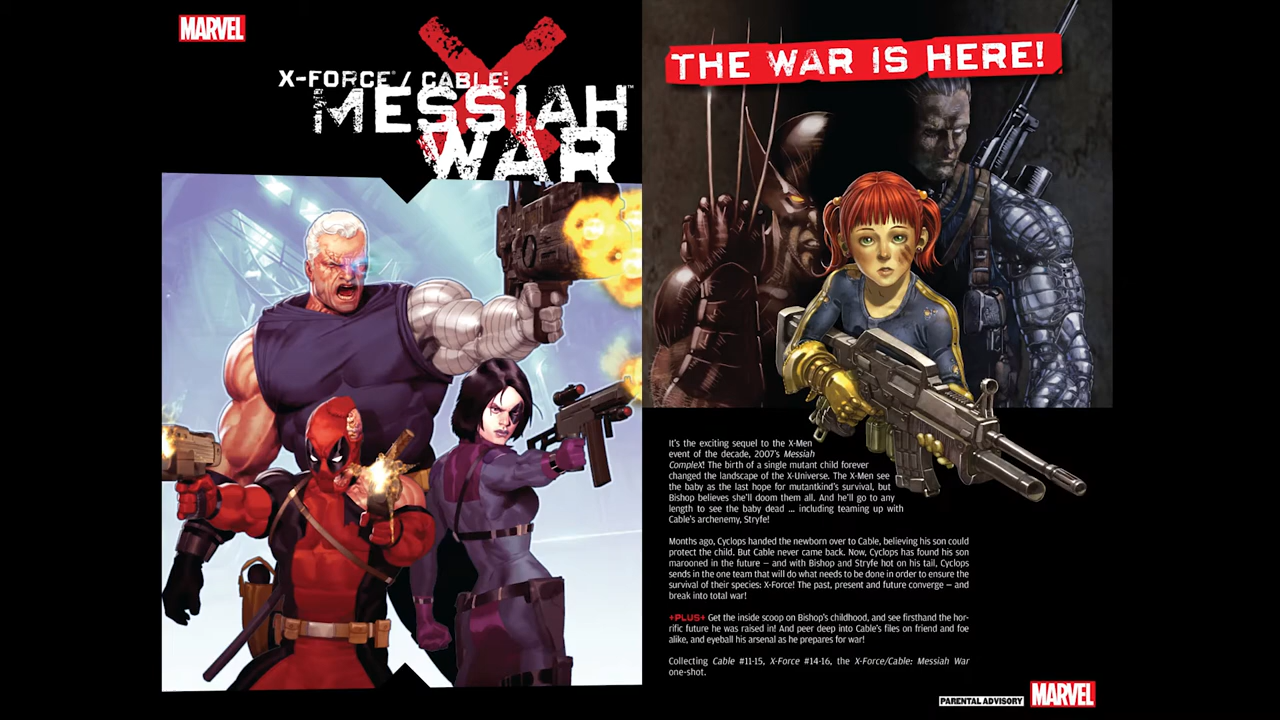 MARVEL
X-FORCE / CABLE:
MESSIAH™
WAR
THE WAR IS HERE!
It's the exciting sequel to the X-Men
event of the decade, 2007's Messiah
CompleX! The birth of a single mutant child forever
changed the landscape of the X-Universe. The X-Men see
the baby as the last hope for mutantkind's survival, but
Bishop believes she'll doom them all. And he'll go to any
length to see the baby dead ... including teaming up with
Cable's archenemy, Stryfe!
Months ago, Cyclops handed the newborn over to Cable, believing his son could
protect the child. But Cable never came back. Now, Cyclops has found his son
marooned in the future — and with Bishop and Stryfe hot on his tail, Cyclops
sends in the one team that will do what needs to be done in order to ensure the
survival of their species: X-Force! The past, present and future converge — and
break into total war!
+PLUS+ Get the inside scoop on Bishop's childhood, and see firsthand the hor-
rific future he was raised in! And peer deep into Cable's files on friend and foe
alike, and eyeball his arsenal as he prepares for war!
Collecting Cable #11-15, X-Force #14-16, the X-Force/Cable: Messiah War
one-shot.
PARENTAL ADVISORY
MARVEL